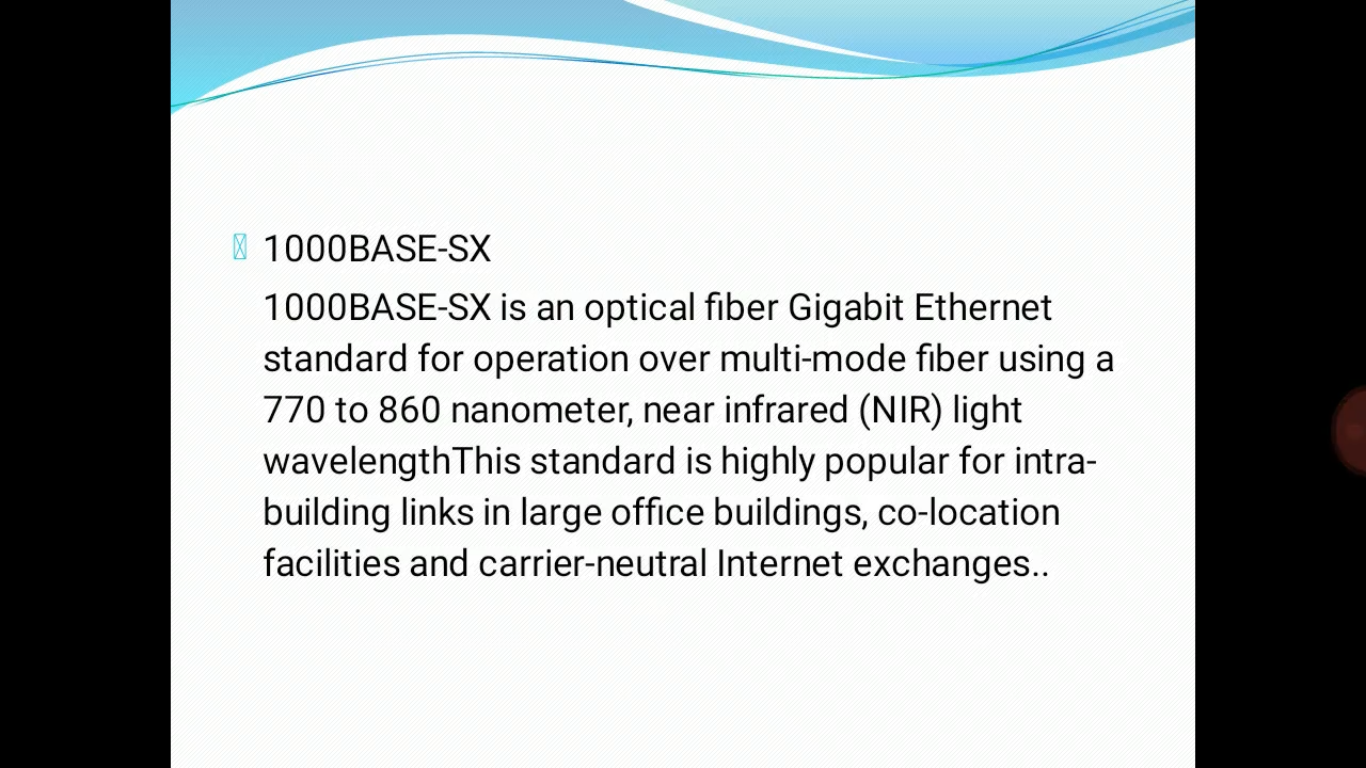 1000BASE-SX
1000BASE-SX is an optical fiber Gigabit Ethernet
standard for operation over multi-mode fiber using a
770 to 860 nanometer, near infrared (NIR) light
wavelengthThis standard is highly popular for intra-
building links in large office buildings, co-location
facilities and carrier-neutral Internet exchanges..